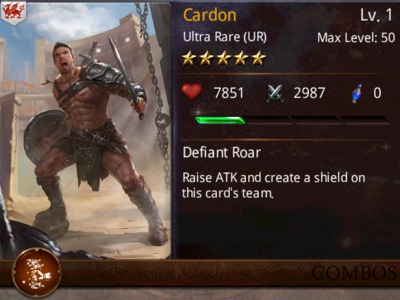 Cardon Lv. 1
Ultra Rare (UR) Max Level: 50
7851 2987 0
Defiant Roar
Raise ATK and create a shield on
this card's team.
COMBOS